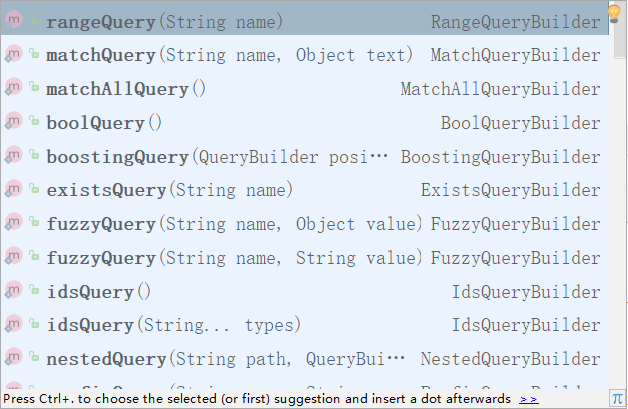 rangeQuery(String name) RangeQueryBuilder
matchQuery(String name, Object text) MatchQueryBuilder
matchAllQuery() MatchAllQueryBuilder
boolQuery() BoolQueryBuilder
boostingQuery(QueryBuilder posi… BoostingQueryBuilder
existsQuery(String name) ExistsQueryBuilder
fuzzyQuery(String name, Object value) FuzzyQueryBuilder
fuzzyQuery(String name, String value) FuzzyQueryBuilder
idsQuery() IdsQueryBuilder
idsQuery(String... types) IdsQueryBuilder
nestedQuery(String path, QueryBui… NestedQueryBuilder
Press Ctrl+. to choose the selected (or first) suggestion and insert a dot afterwards >> π